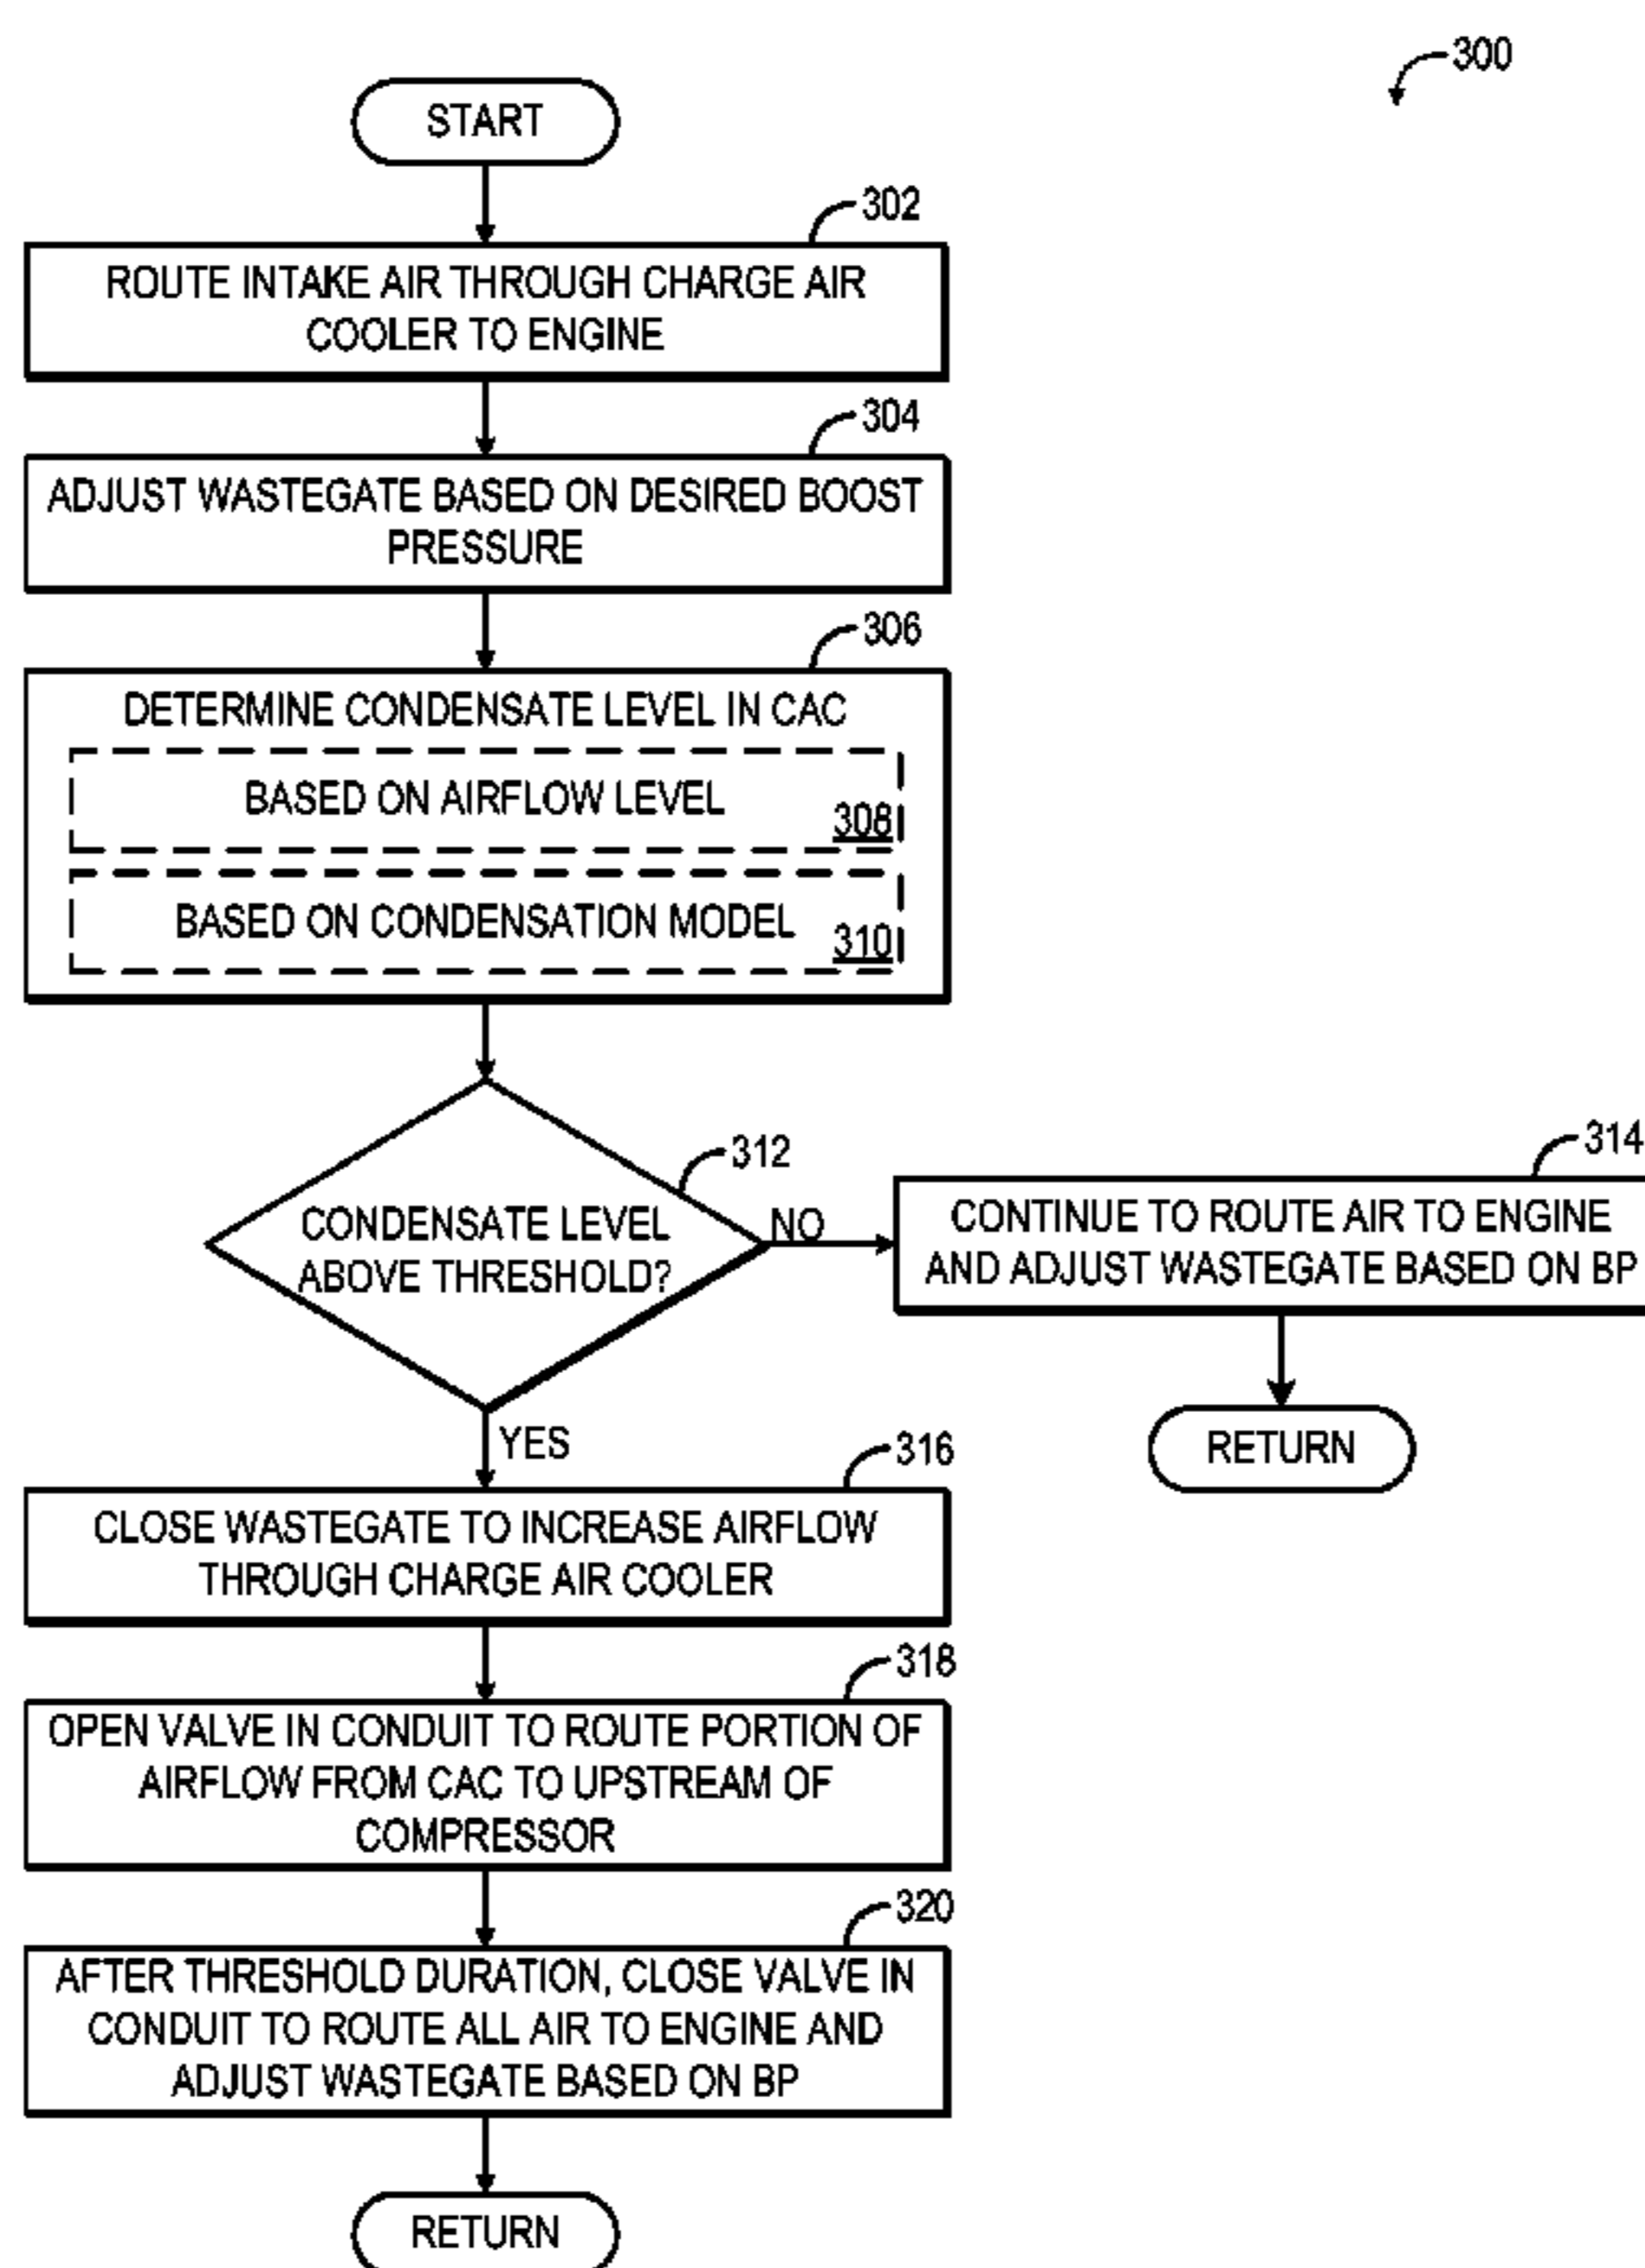 300
START
302
ROUTE INTAKE AIR THROUGH CHARGE AIR
COOLER TO ENGINE
304
ADJUST WASTEGATE BASED ON DESIRED BOOST
PRESSURE
306
DETERMINE CONDENSATE LEVEL IN CAC
BASED ON AIRFLOW LEVEL
308
BASED ON CONDENSATION MODEL
310
312
CONDENSATE LEVEL
ABOVE THRESHOLD?
NO
314
CONTINUE TO ROUTE AIR TO ENGINE
AND ADJUST WASTEGATE BASED ON BP
RETURN
YES
316
CLOSE WASTEGATE TO INCREASE AIRFLOW
THROUGH CHARGE AIR COOLER
318
OPEN VALVE IN CONDUIT TO ROUTE PORTION OF
AIRFLOW FROM CAC TO UPSTREAM OF
COMPRESSOR
320
AFTER THRESHOLD DURATION, CLOSE VALVE IN
CONDUIT TO ROUTE ALL AIR TO ENGINE AND
ADJUST WASTEGATE BASED ON BP
RETURN